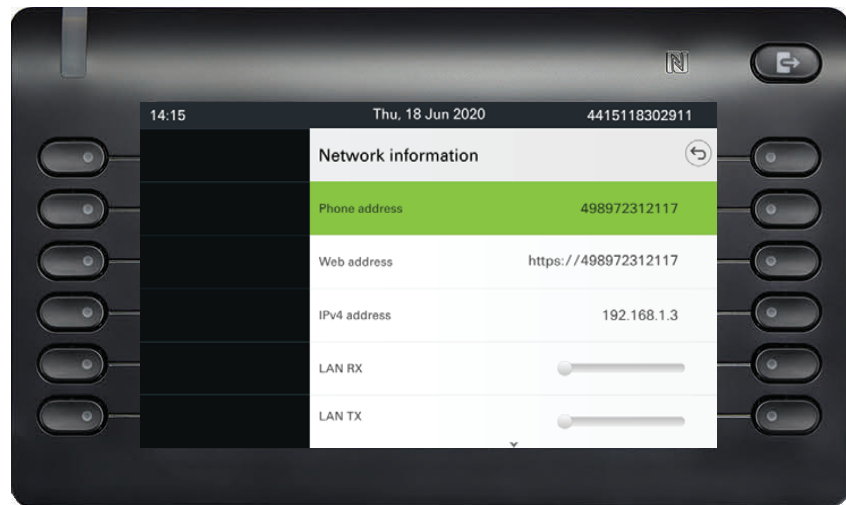 14:15 Thu, 18 Jun 2020 4415118302911
Network information
Phone address 498972312117
Web address https://498972312117
IPv4 address 192.168.1.3
LAN RX
LAN TX